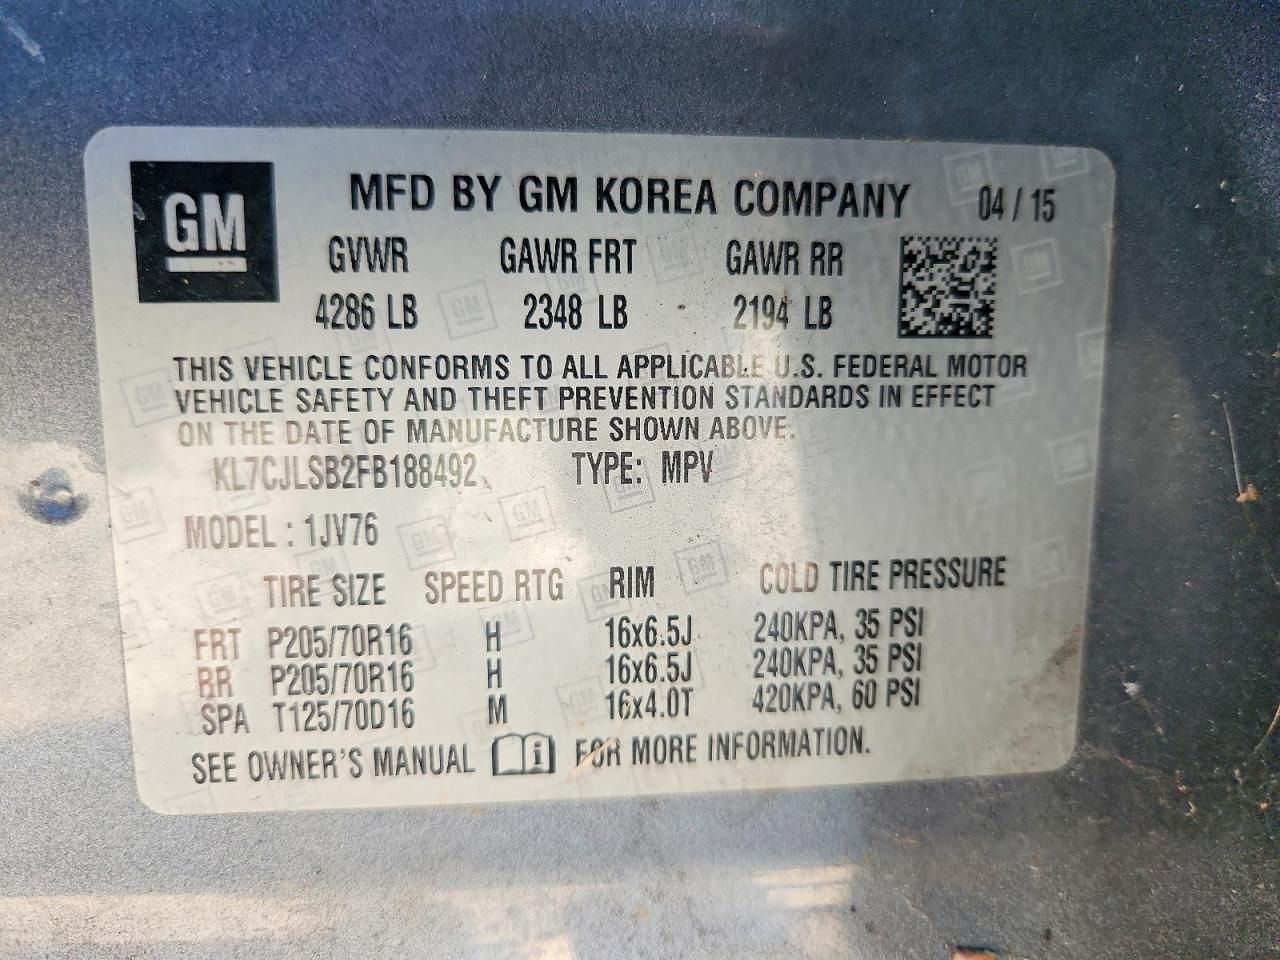 GM
MFD BY GM KOREA COMPANY 04 / 15
GVWR GAWR FRT GAWR RR
4286 LB 2348 LB 2194 LB
THIS VEHICLE CONFORMS TO ALL APPLICABLE U.S. FEDERAL MOTOR
VEHICLE SAFETY AND THEFT PREVENTION STANDARDS IN EFFECT
ON THE DATE OF MANUFACTURE SHOWN ABOVE.
KL7CJLSB2FB188492 TYPE: MPV
MODEL : 1JV76
TIRE SIZE SPEED RTG RIM COLD TIRE PRESSURE
FRT P205/70R16 H 16x6.5J 240KPA, 35 PSI
RR P205/70R16 H 16x6.5J 240KPA, 35 PSI
SPA T125/70D16 M 16x4.0T 420KPA, 60 PSI
SEE OWNER'S MANUAL i FOR MORE INFORMATION.